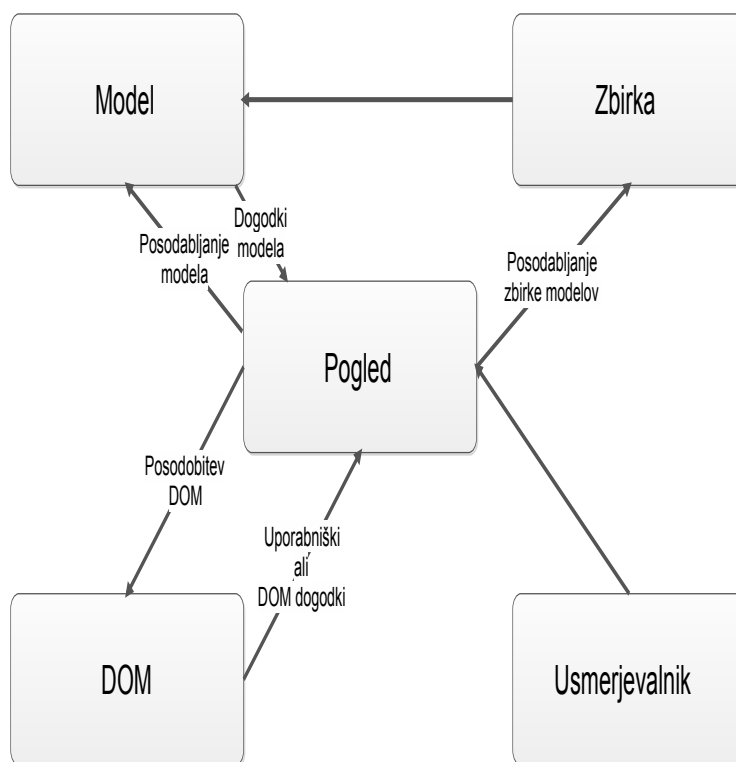 Model
Zbirka
Dogodki
modela
Posodabljanje
modela
Posodabljanje
zbirke modelov
Pogled
Posodobitev
DOM
Uporabniški
ali
DOM dogodki
DOM
Usmerjevalnik